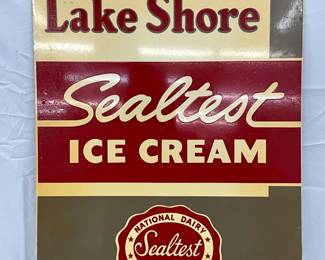 Lake Shore
Sealtest
ICE CREAM
NATIONAL DAIRY
Sealtest